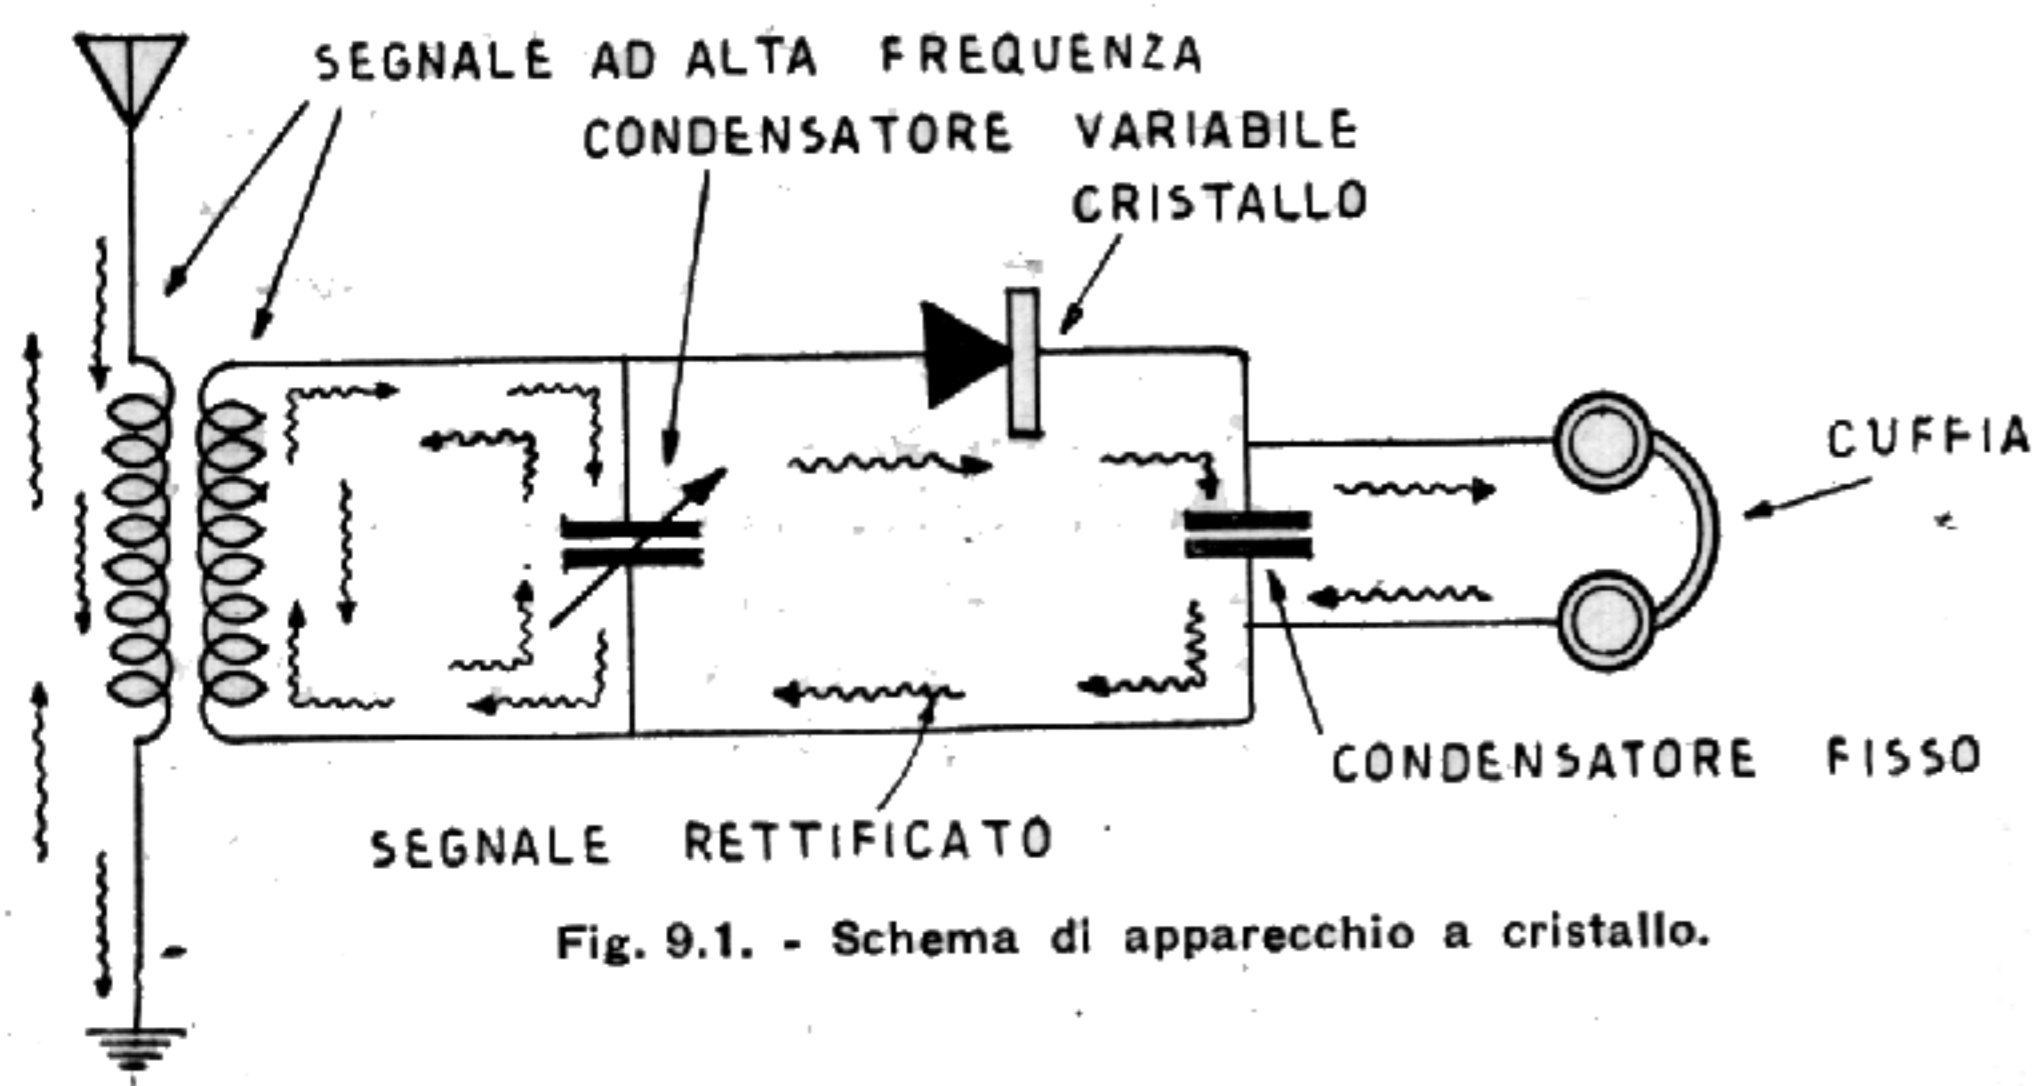 SEGNALE AD ALTA FREQUENZA
CONDENSATORE VARIABILE
CRISTALLO
CUFFIA
CONDENSATORE FISSO
SEGNALE RETTIFICATO
Fig. 9.1. - Schema di apparecchio a cristallo.